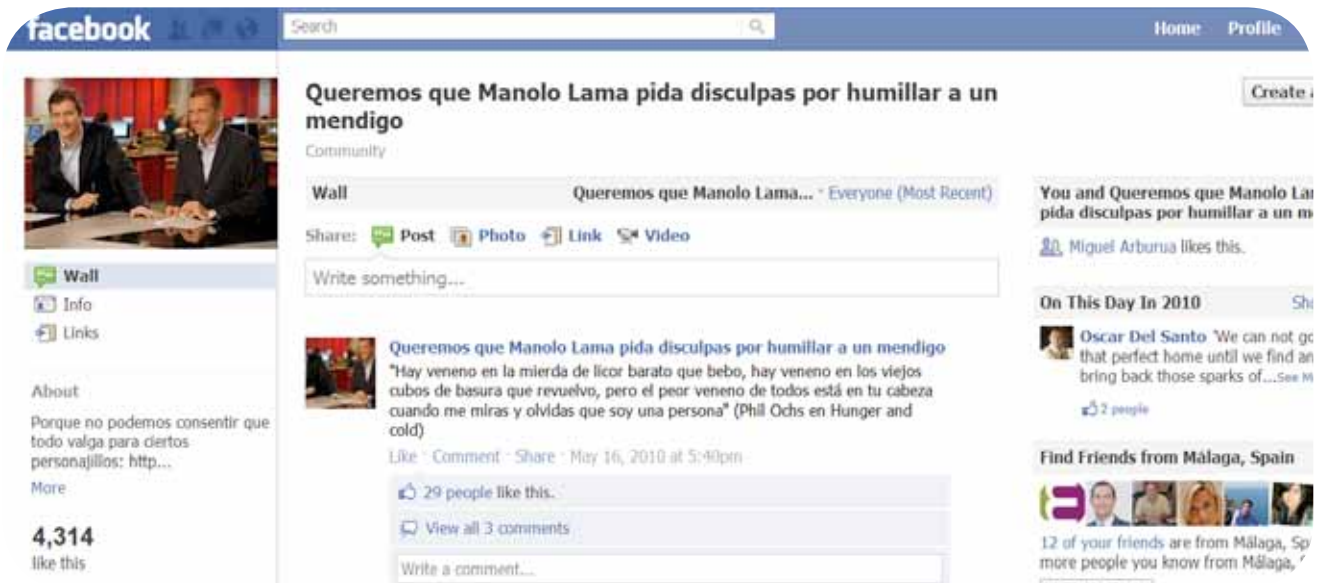 facebook
Search
Home Profile
Queremos que Manolo Lama pida disculpas por humillar a un
mendigo
Community
Create
Wall
Info
Links
About
Porque no podemos consentir que
todo valga para ciertos
personajillos: http...
More
4,314
like this
Wall Queremos que Manolo Lama... · Everyone (Most Recent)
Share: Post Photo Link Video
Write something...
Queremos que Manolo Lama pida disculpas por humillar a un mendigo
"Hay veneno en la mierda de licor barato que bebo, hay veneno en los viejos
cubos de basura que revuelvo, pero el peor veneno de todos está en tu cabeza
cuando me miras y olvidas que soy una persona" (Phil Ochs en Hunger and
cold)
Like · Comment · Share · May 16, 2010 at 5:40pm
29 people like this.
View all 3 comments
Write a comment...
You and Queremos que Manolo
pida disculpas por humillar a un
Miguel Arburua likes this.
On This Day In 2010
Oscar Del Santo 'We can not
that perfect home until we find
bring back those sparks of...See
2 people
Find Friends from Málaga, Spain
12 of your friends are from Málaga,
more people you know from Málaga,